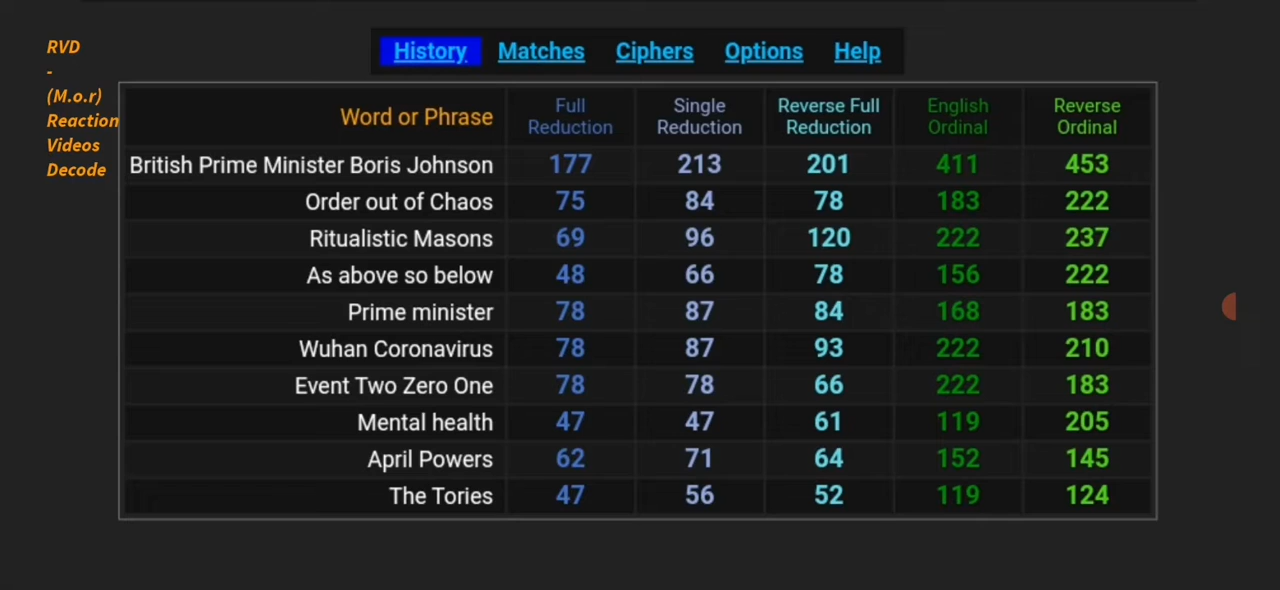 RVD
-
(M.o.r)
Reaction
Videos
Decode
History Matches Ciphers Options Help
Word or Phrase Full Reduction Single Reduction Reverse Full Reduction English Ordinal Reverse Ordinal
British Prime Minister Boris Johnson 177 213 201 411 453
Order out of Chaos 75 84 78 183 222
Ritualistic Masons 69 96 120 222 237
As above so below 48 66 78 156 222
Prime minister 78 87 84 168 183
Wuhan Coronavirus 78 87 93 222 210
Event Two Zero One 78 78 66 222 183
Mental health 47 47 61 119 205
April Powers 62 71 64 152 145
The Tories 47 56 52 119 124